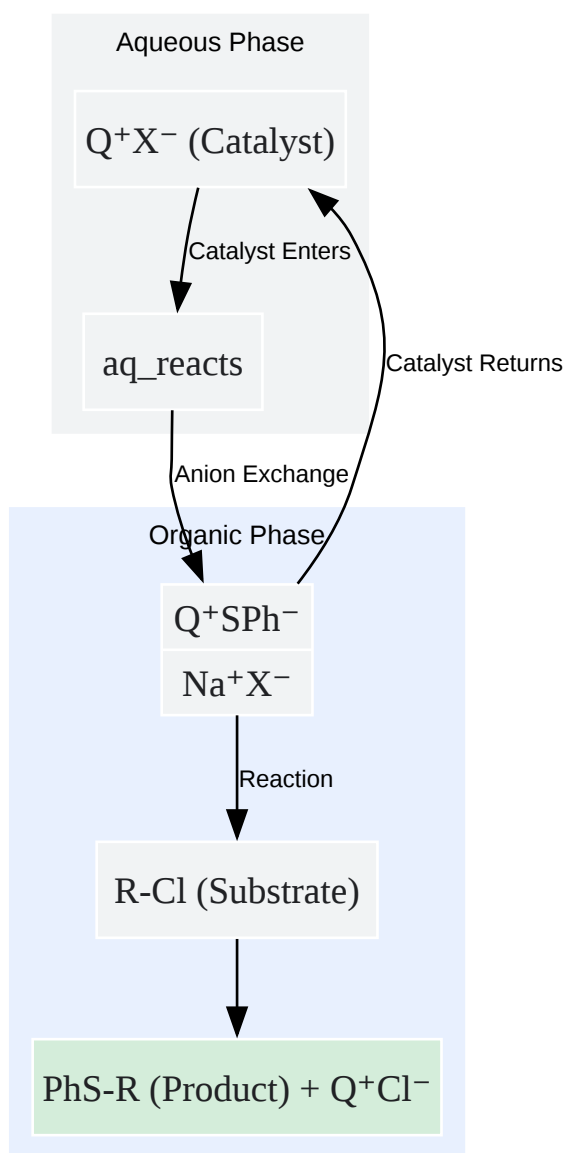 Aqueous Phase
Q⁺X⁻ (Catalyst)
Catalyst Enters
aq_reacts
Catalyst Returns
Anion Exchange
Organic Phase
Q⁺SPh⁻
Na⁺X⁻
Reaction
R-Cl (Substrate)
PhS-R (Product) + Q⁺Cl⁻